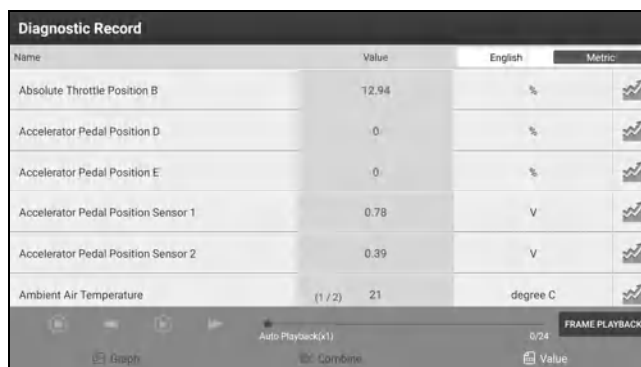 Diagnostic Record
Name Value English Metric
Absolute Throttle Position B 12.94 %
Accelerator Pedal Position D 0 %
Accelerator Pedal Position E 0 %
Accelerator Pedal Position Sensor 1 0.78 V
Accelerator Pedal Position Sensor 2 0.39 V
Ambient Air Temperature (1 / 2) 21 degree C
Auto Playback(x1) 0/24 FRAME PLAYBACK
Graph Combine Value